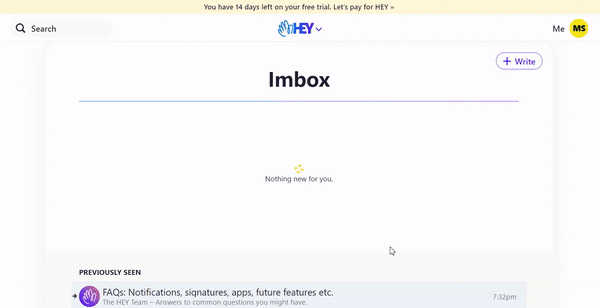 You have 14 days left on your free trial. Let's pay for HEY »
Search
HEY
Me
MS
+ Write
Imbox
Nothing new for you.
PREVIOUSLY SEEN
FAQs: Notifications, signatures, apps, future features etc.
7:32pm
The HEY Team – Answers to common questions you might have.